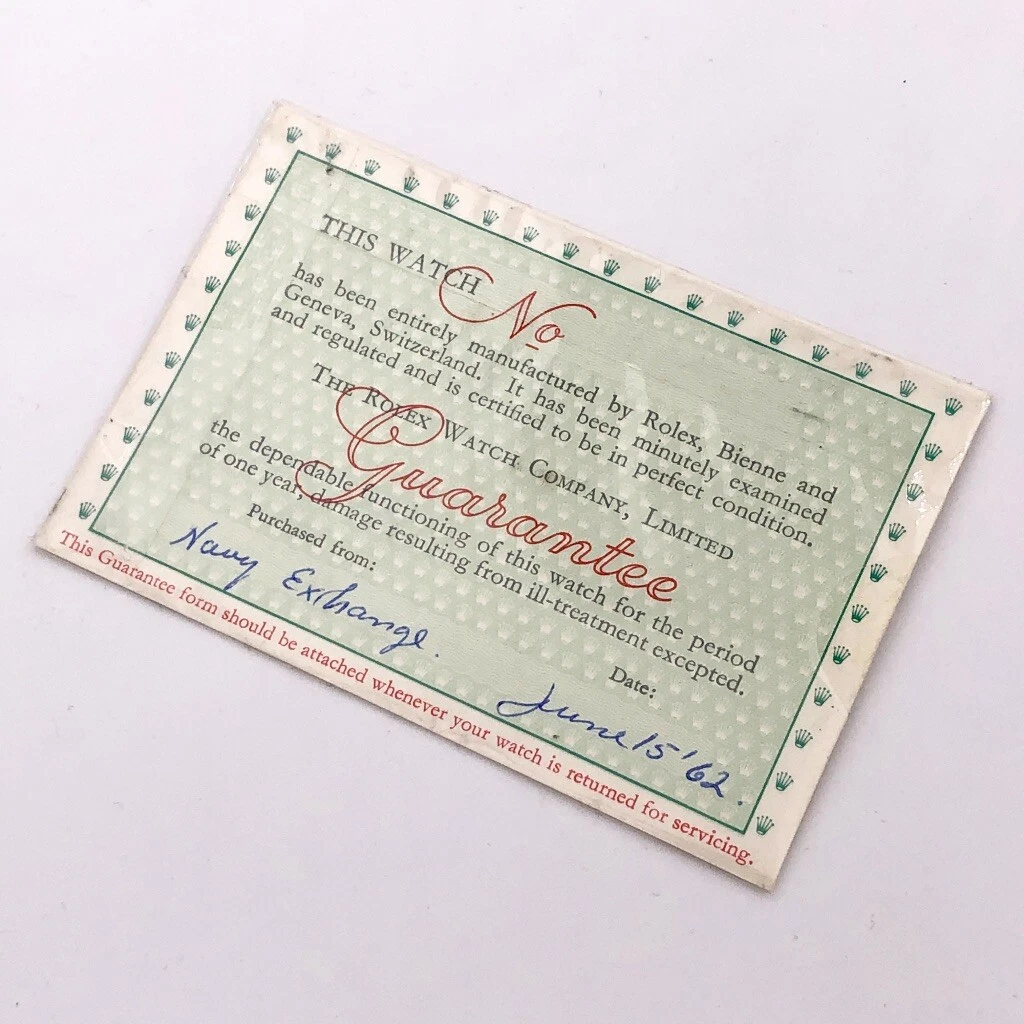 THIS WATCH No
has been entirely manufactured by Rolex, Bienne and
Geneva, Switzerland. It has been minutely examined
and regulated and is certified to be in perfect condition.
THE ROLEX WATCH COMPANY, LIMITED
Guarantee
the dependable functioning of this watch for the period
of one year, damage resulting from ill-treatment excepted.
Purchased from:
Navy Exchange.
Date:
June 15 '62.
This Guarantee form should be attached whenever your watch is returned for servicing.